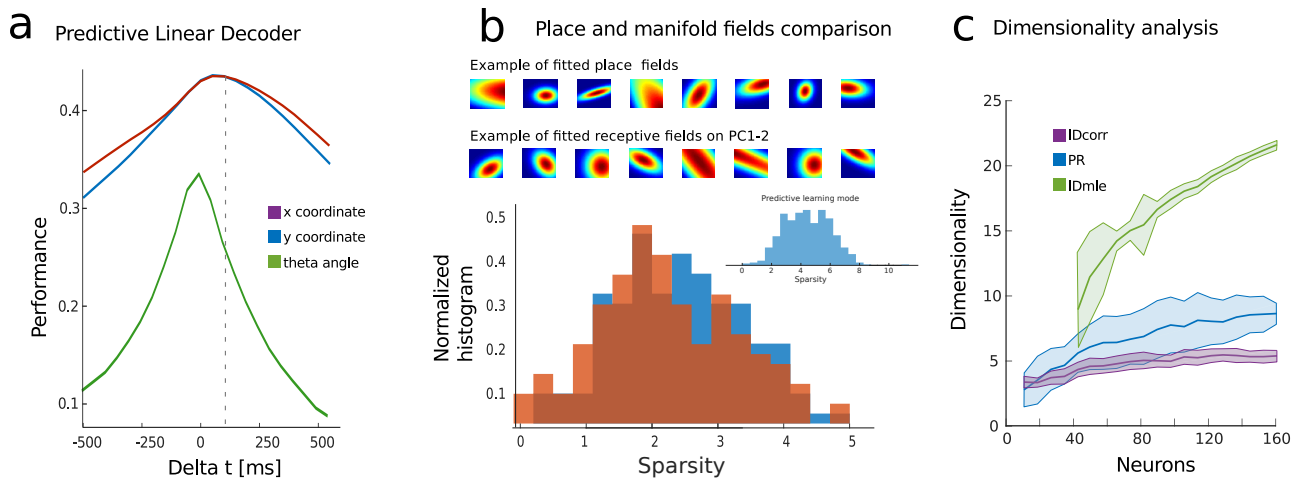 a
Predictive Linear Decoder
Performance
0.4
0.3
0.2
0.1
x coordinate
y coordinate
theta angle
-500
-250
0
250
500
Delta t [ms]
b
Place and manifold fields comparison
Example of fitted place fields
Example of fitted receptive fields on PC1-2
Predictive learning mode
0
4
6
8
10
Sparsity
Normalized
histogram
0.5
0.4
0.3
0.4
0.2
0.1
0
1
2
3
4
5
Sparsity
c
Dimensionality analysis
Dimensionality
25
20
15
10
5
0
IDcorr
PR
IDmle
0
40
80
120
160
Neurons